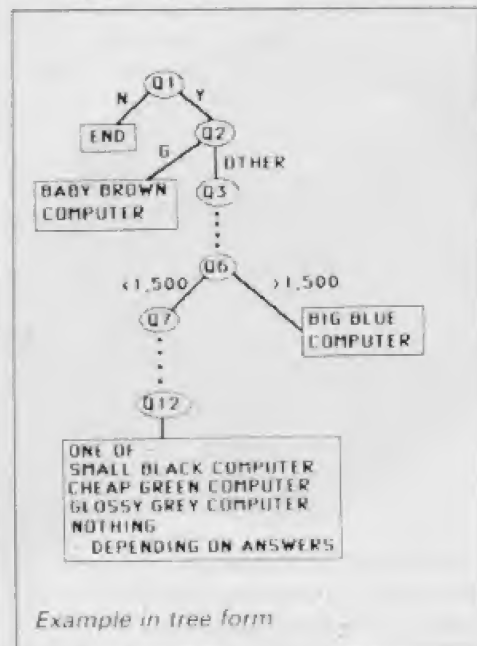 Q1
N Y
END
Q2
G OTHER
BABY BROWN
COMPUTER
Q3
Q6
<1,500 >1,500
Q7
BIG BLUE
COMPUTER
Q12
ONE OF
SMALL BLACK COMPUTER
CHEAP GREEN COMPUTER
GLOSSY GREY COMPUTER
NOTHING
DEPENDING ON ANSWERS
Example in tree form